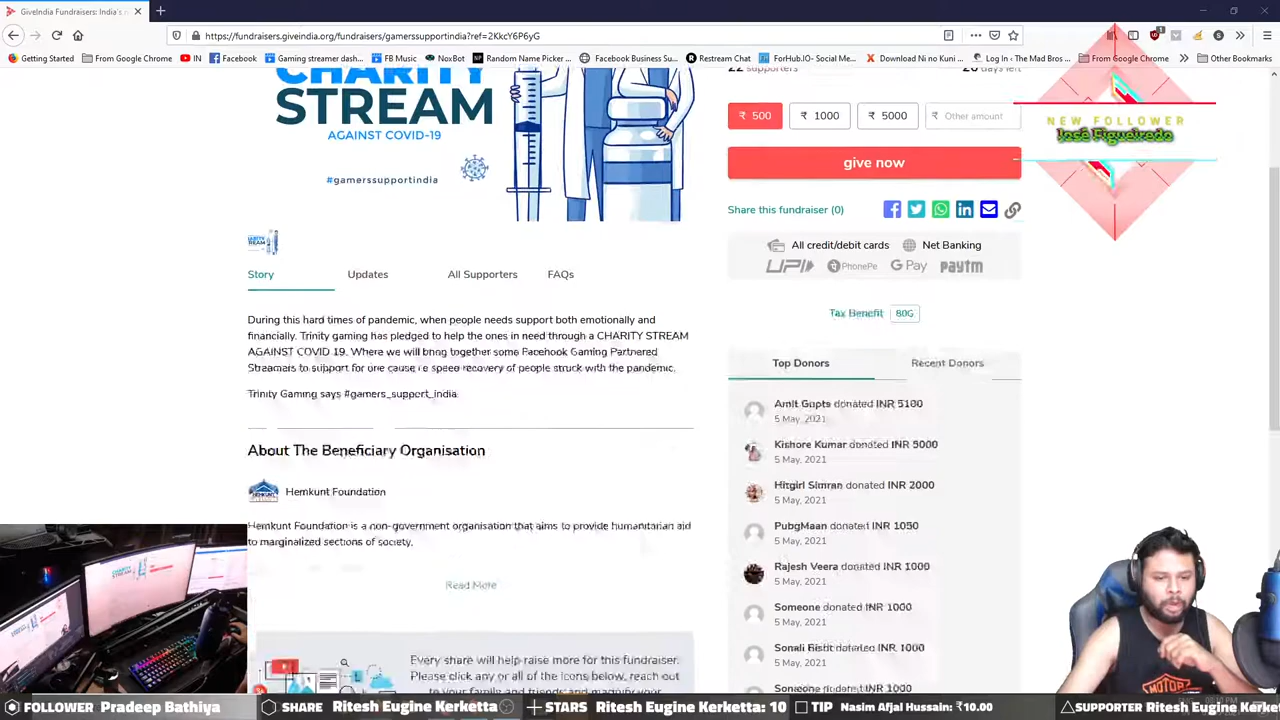 GiveIndia Fundraisers: India's
https://fundraisers.giveindia.org/fundraisers/gamerssupportindia?ref=2KkcY6P6yG
Getting Started
From Google Chrome
IN
Facebook
Gaming streamer dash...
FB Music
NoxBot
Random Name Picker ...
Facebook Business Su...
Restream Chat
ForHub.IO- Social Me...
Download Ni no Kuni ...
Log In ‹ The Mad Bros ...
From Google Chrome
Other Bookmarks
CHARITY
STREAM
AGAINST COVID-19
#gamerssupportindia
22 supporters
days left
₹ 500
₹ 1000
₹ 5000
₹ Other amount
NEW FOLLOWER
José Figueiredo
give now
Share this fundraiser (0)
All credit/debit cards
Net Banking
UPI
PhonePe
G Pay
paytm
Tax Benefit
80G
Story
Updates
All Supporters
FAQs
During this hard times of pandemic, when people needs support both emotionally and
financially. Trinity gaming has pledged to help the ones in need through a CHARITY STREAM
AGAINST COVID 19. Where we will bring together some Facebook Gaming Partnered
Streamers to support for one cause i.e speed recovery of people struck with the pandemic.
Trinity Gaming says #gamers_support_india
About The Beneficiary Organisation
HEMKUNT
FOUNDATION
Hemkunt Foundation
Hemkunt Foundation is a non-government organisation that aims to provide humanitarian aid
to marginalized sections of society.
Read More
Every share will help raise more for this fundraiser.
Please click any or all of the icons below, reach out
to your family and friends and magnify your
Top Donors
Recent Donors
Amit Gupta donated INR 5100
5 May, 2021
Kishore Kumar donated INR 5000
5 May, 2021
Hitgirl Simran donated INR 2000
5 May, 2021
PubgMaan donated INR 1050
5 May, 2021
Rajesh Veera donated INR 1000
5 May, 2021
Someone donated INR 1000
5 May, 2021
Sonali Bisht donated INR 1000
5 May, 2021
Someone donated INR 1000
STREAM
MOTOR
FOLLOWER Pradeep Bathiya
SHARE Ritesh Eugine Kerketta
STARS Ritesh Eugine Kerketta: 10
TIP Nasim Afjal Hussain: ₹10.00
SUPPORTER Ritesh Eugine Kerke